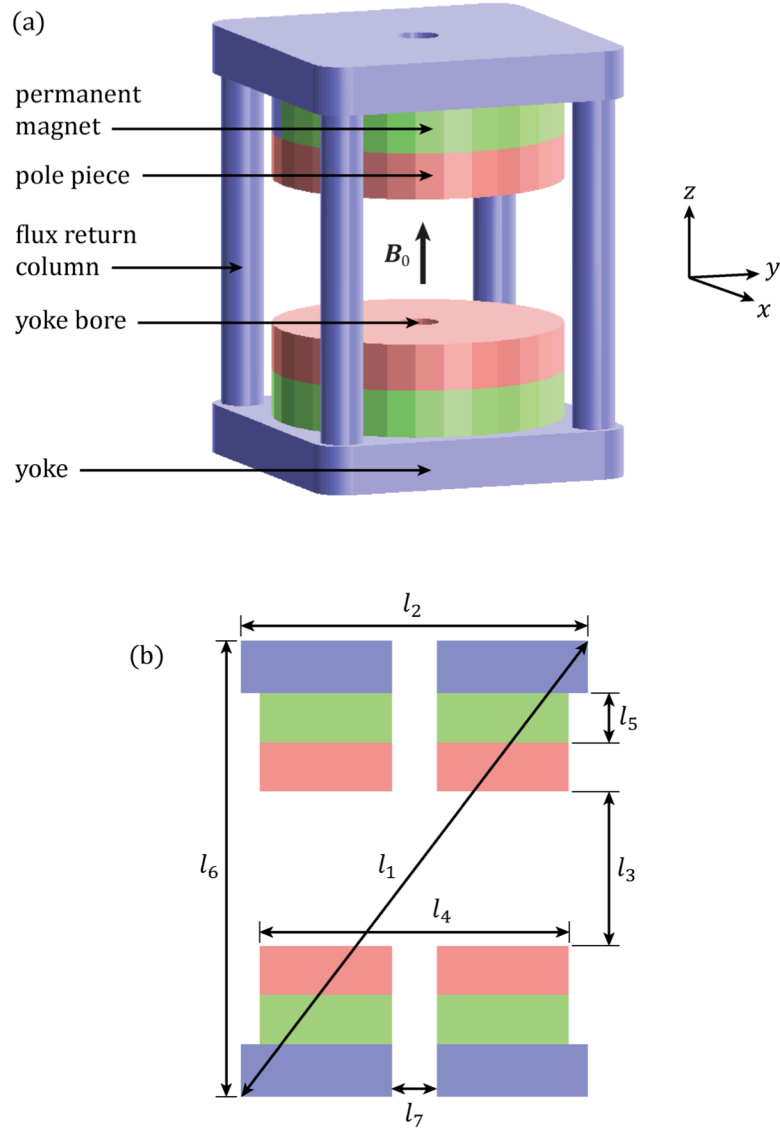 (a)
permanent
magnet
pole piece
flux return
column
yoke bore
yoke
B₀
z
y
x
(b)
l₂
l₅
l₆
l₁
l₃
l₄
l₇